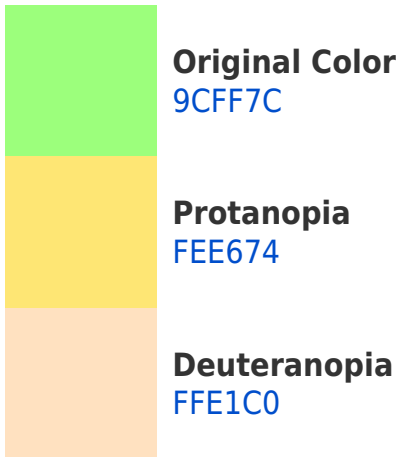 Original Color
9CFF7C
Protanopia
FEE674
Deuteranopia
FFE1C0